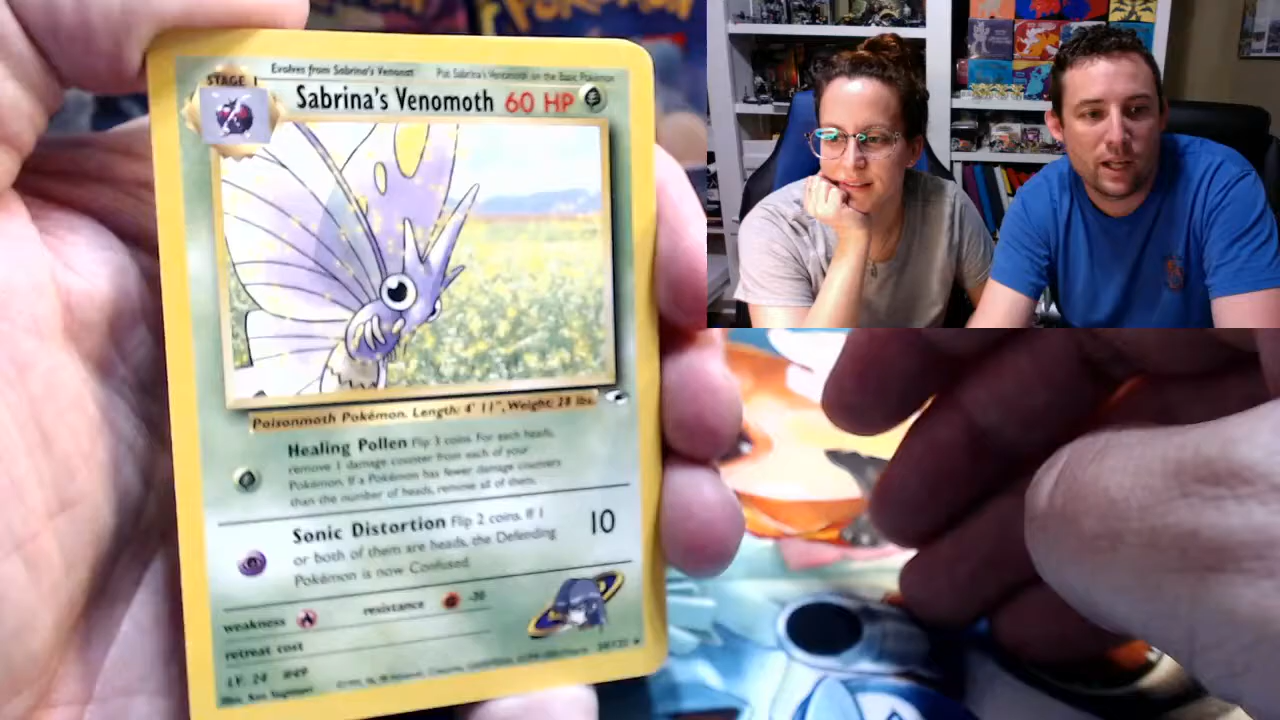 POKéMON
STAGE 1
Evolves from Sabrina's Venonat
Put Sabrina's Venomoth on the Basic Pokémon
Sabrina's Venomoth 60 HP
Poisonmoth Pokémon. Length: 4' 11", Weight: 28 lbs.
Healing Pollen Flip 3 coins. For each heads,
remove 1 damage counter from each of your
Pokémon. If a Pokémon has fewer damage counters
than the number of heads, remove all of them.
Sonic Distortion Flip 2 coins. If 1
or both of them are heads, the Defending
Pokémon is now Confused.
10
weakness
resistance -30
retreat cost
LV. 24 #49